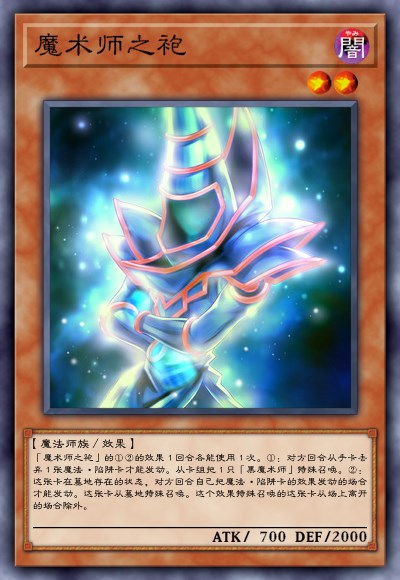 魔术师之袍
やみ
闇
【魔法师族／效果】
「魔术师之袍」的①②的效果1回合各能使用1次。①：对方回合从手卡丢
弃1张魔法·陷阱卡才能发动。从卡组把1只「黑魔术师」特殊召唤。②：
这张卡在墓地存在的状态，对方回合自己把魔法·陷阱卡的效果发动的场合
才能发动。这张卡从墓地特殊召唤。这个效果特殊召唤的这张卡从场上离开
的场合除外。
ATK/ 700 DEF/2000